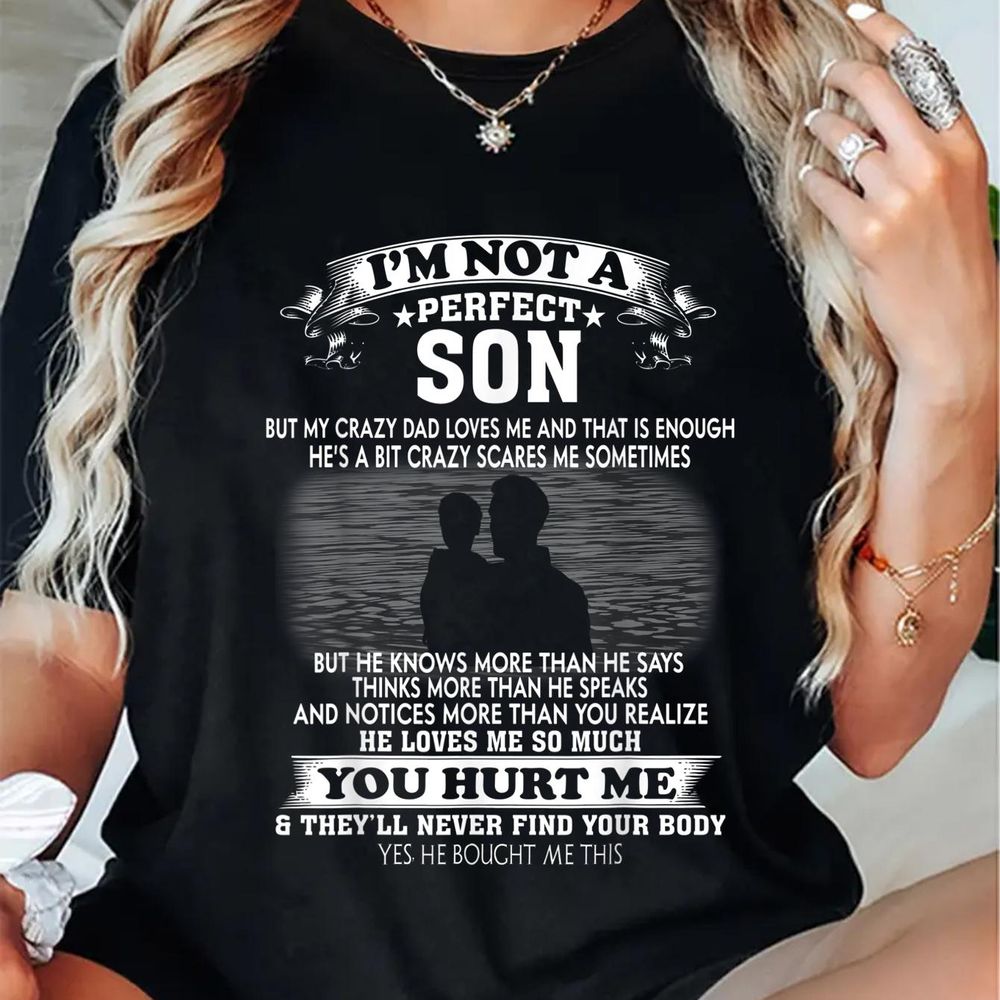 I'M NOT A
PERFECT
SON
BUT MY CRAZY DAD LOVES ME AND THAT IS ENOUGH
HE'S A BIT CRAZY SCARES ME SOMETIMES
BUT HE KNOWS MORE THAN HE SAYS
THINKS MORE THAN HE SPEAKS
AND NOTICES MORE THAN YOU REALIZE
HE LOVES ME SO MUCH
YOU HURT ME
& THEY'LL NEVER FIND YOUR BODY
YES, HE BOUGHT ME THIS